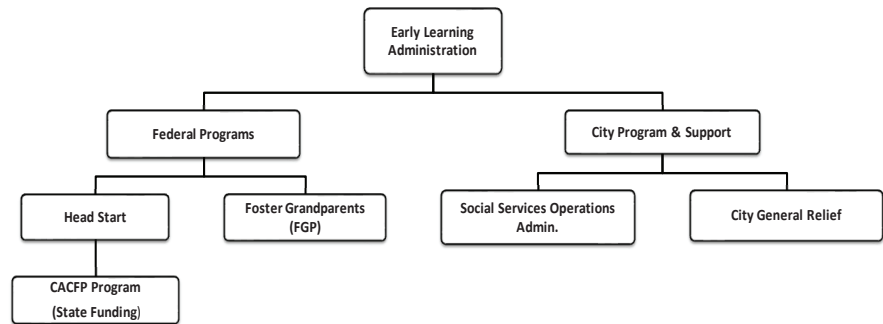 Early Learning
Administration
Federal Programs
City Program & Support
Head Start
Foster Grandparents
(FGP)
Social Services Operations
Admin.
City General Relief
CACFP Program
(State Funding)